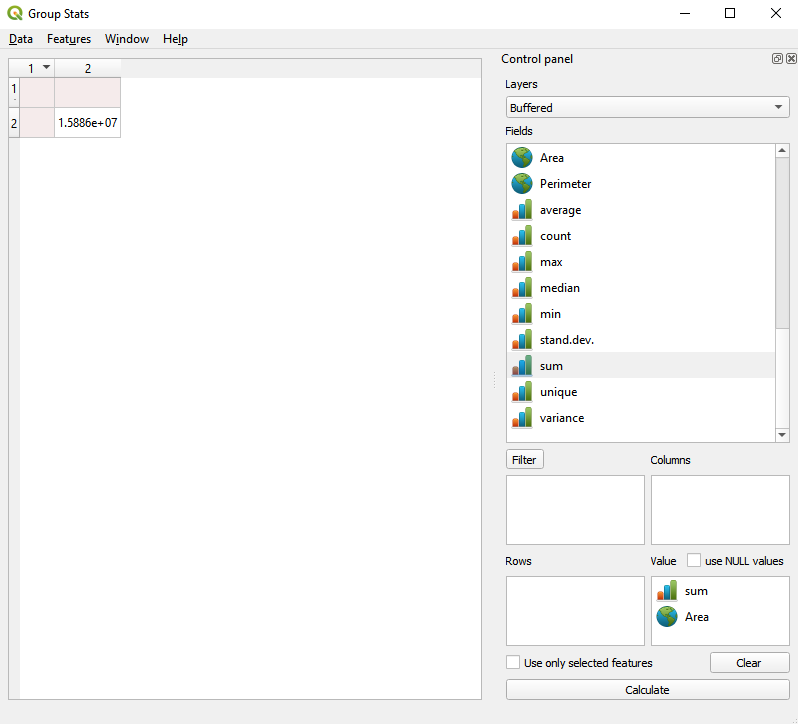 Group Stats
Data Features Window Help
1 2
1
2 1.5886e+07
Control panel
Layers
Buffered
Fields
Area
Perimeter
average
count
max
median
min
stand.dev.
sum
unique
variance
Filter Columns
Rows Value use NULL values
sum
Area
Use only selected features Clear
Calculate